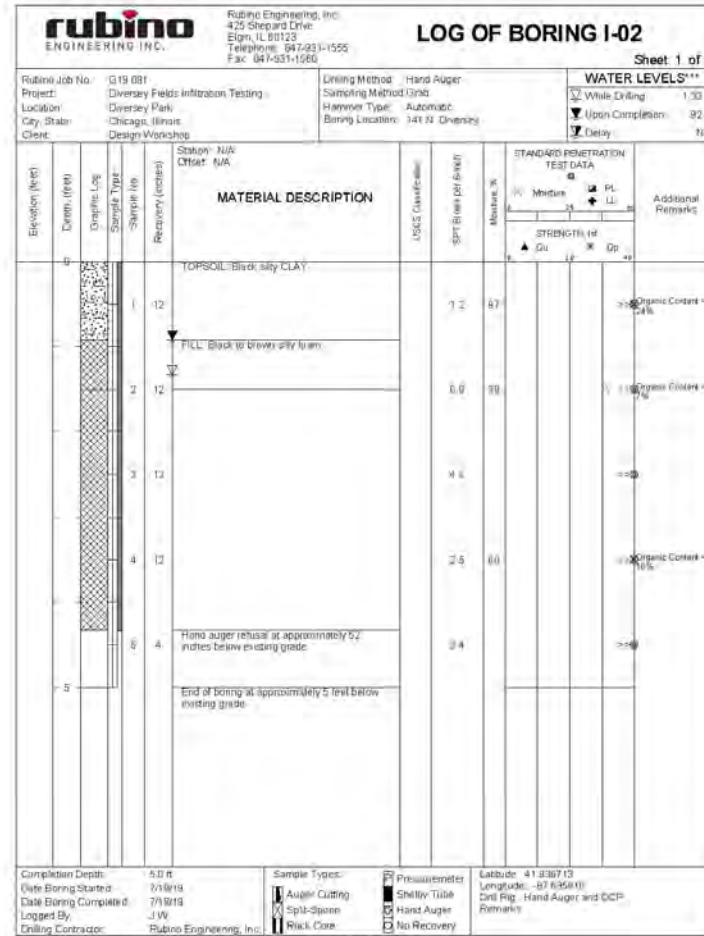 rubino
ENGINEERING INC.
Rubino Engineering, Inc.
425 Shepard Drive
Elgin, IL 60123
Telephone: 847-931-1555
Fax: 847-931-1560
LOG OF BORING I-02
Sheet 1 of
Rubino Job No. G19.081
Project: Diversey Fields Infiltration Testing
Location: Diversey Park
City, State: Chicago, Illinois
Client: Design Workshop
Drilling Method: Hand Auger
Sampling Method: Grab
Hammer Type: Automatic
Boring Location: 141 N. Diversey
WATER LEVELS***
While Drilling
Upon Completion
Delay
Elevation (feet)
Depth, (feet)
Graphic Log
Sample Type
Sample No.
Recovery (inches)
Station: N/A
Offset: N/A
MATERIAL DESCRIPTION
USCS Classification
SPT Blows per 6-inch
Moisture, %
STANDARD PENETRATION
TEST DATA
Moisture
PL
LL
STRENGTH, tsf
Qu
Qp
Additional
Remarks
0
TOPSOIL: Black silty CLAY
1 12
Organic Content =
24%
FILL: Black to brown silty loam
2 12
Organic Content =
7%
3 12
4 12
Organic Content =
5 4
Hand auger refusal at approximately 52
inches below existing grade
5
End of boring at approximately 5 feet below
existing grade
Completion Depth: 5.0 ft
Date Boring Started:
Date Boring Completed:
Logged By: J.W.
Drilling Contractor: Rubino Engineering, Inc.
Sample Types:
Auger Cutting
Split-Spoon
Rock Core
Pressuremeter
Shelby Tube
Hand Auger
No Recovery
Latitude: 41.936713
Longitude:
Drill Rig: Hand Auger and DCP
Remarks: